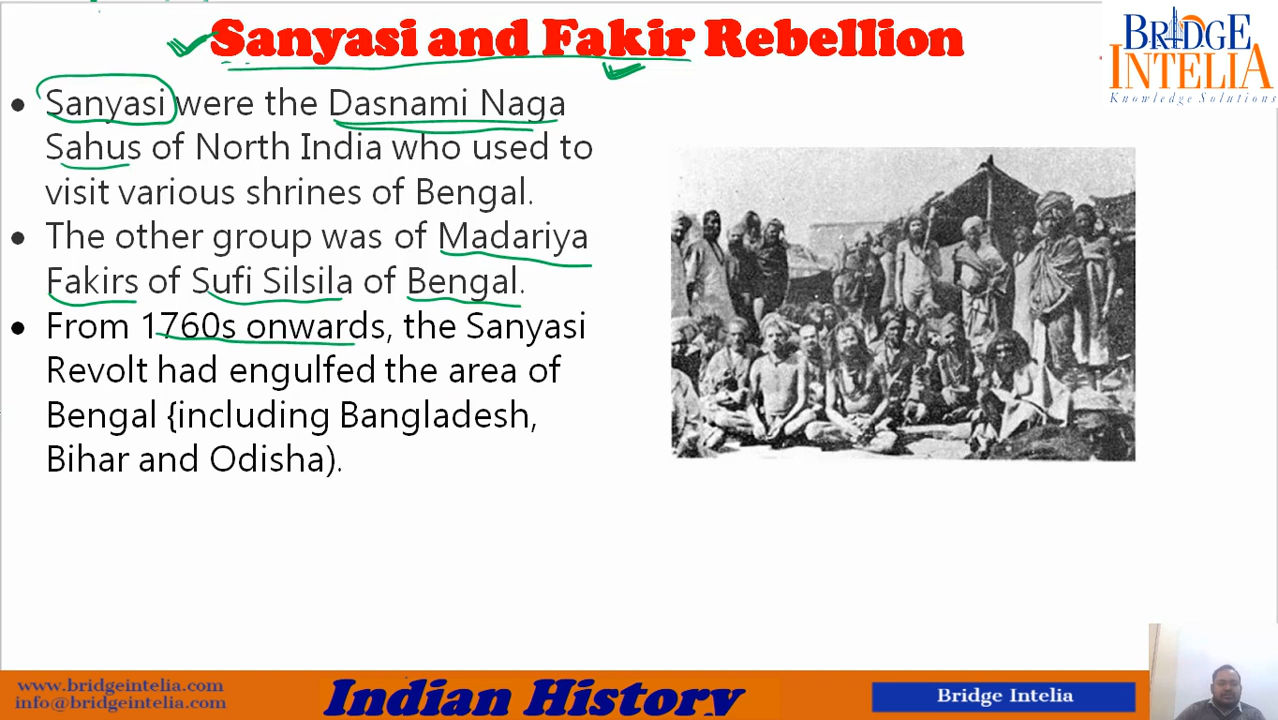 Sanyasi and Fakir Rebellion
BRIDGE
INTELIA
Knowledge Solutions
• Sanyasi were the Dasnami Naga
Sahus of North India who used to
visit various shrines of Bengal.
• The other group was of Madariya
Fakirs of Sufi Silsila of Bengal.
• From 1760s onwards, the Sanyasi
Revolt had engulfed the area of
Bengal {including Bangladesh,
Bihar and Odisha).
www.bridgeintelia.com
info@bridgeintelia.com
Indian History
Bridge Intelia